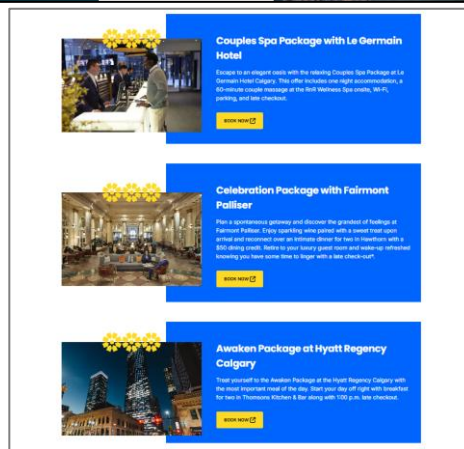 Couples Spa Package with Le Germain
Hotel
Escape to an elegant oasis with the relaxing Couples Spa Package at Le
Germain Hotel Calgary. This offer includes one night accommodation, a
60-minute couple massage at the RnR Wellness Spa onsite, Wi-Fi,
parking, and late checkout.
BOOK NOW
Celebration Package with Fairmont
Palliser
Plan a spontaneous getaway and discover the grandest of feelings at
Fairmont Palliser. Enjoy sparkling wine paired with a sweet treat upon
arrival and reconnect over an intimate dinner for two in Hawthorn with a
$50 dining credit. Retire to your luxury guest room and wake-up refreshed
knowing you have some time to linger with a late check-out*.
BOOK NOW
Awaken Package at Hyatt Regency
Calgary
Treat yourself to the Awaken Package at the Hyatt Regency Calgary with
the most important meal of the day. Start your day off right with breakfast
for two in Thomsons Kitchen & Bar along with 1:00 p.m. late checkout.
BOOK NOW